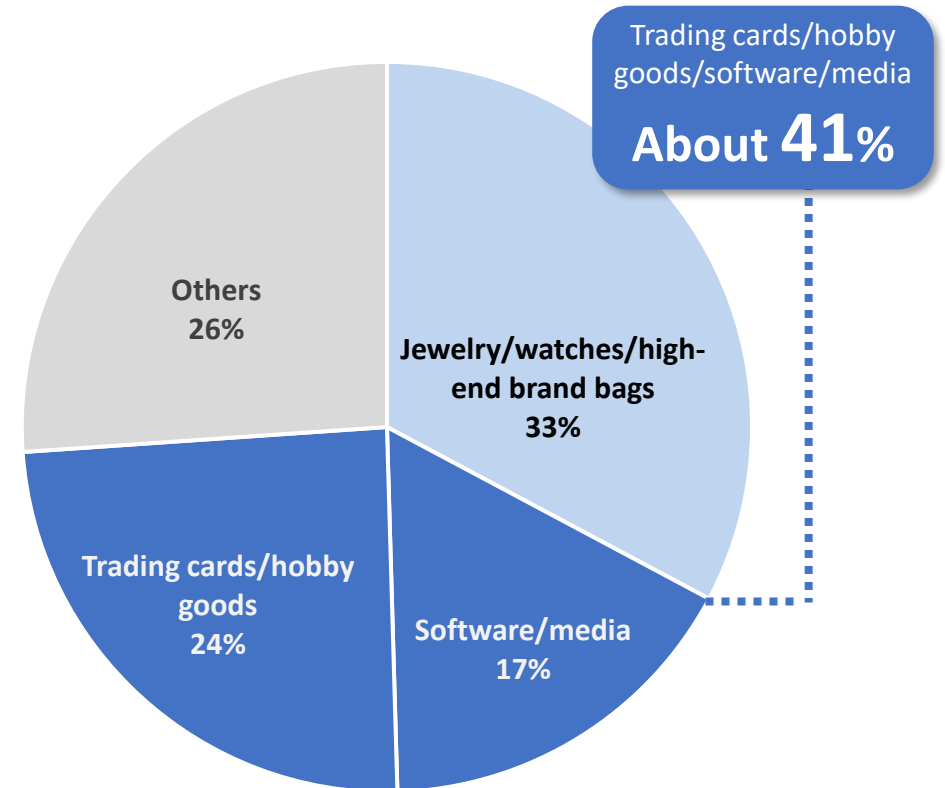 Trading cards/hobby
goods/software/media
About 41%
Others
26%
Jewelry/watches/high-
end brand bags
33%
Trading cards/hobby
goods
24%
Software/media
17%